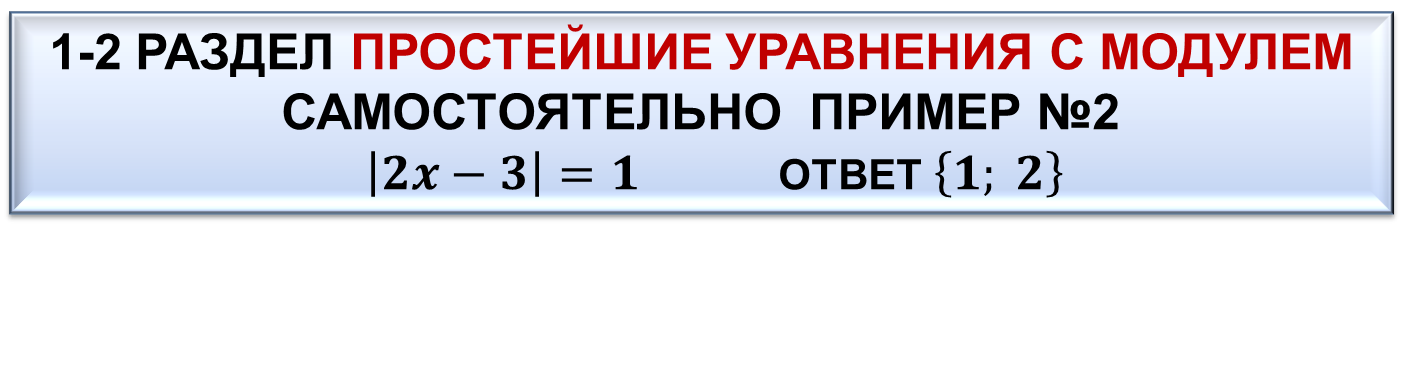 1-2 РАЗДЕЛ ПРОСТЕЙШИЕ УРАВНЕНИЯ С МОДУЛЕМ
САМОСТОЯТЕЛЬНО ПРИМЕР №2
|2x − 3| = 1 ОТВЕТ {1; 2}